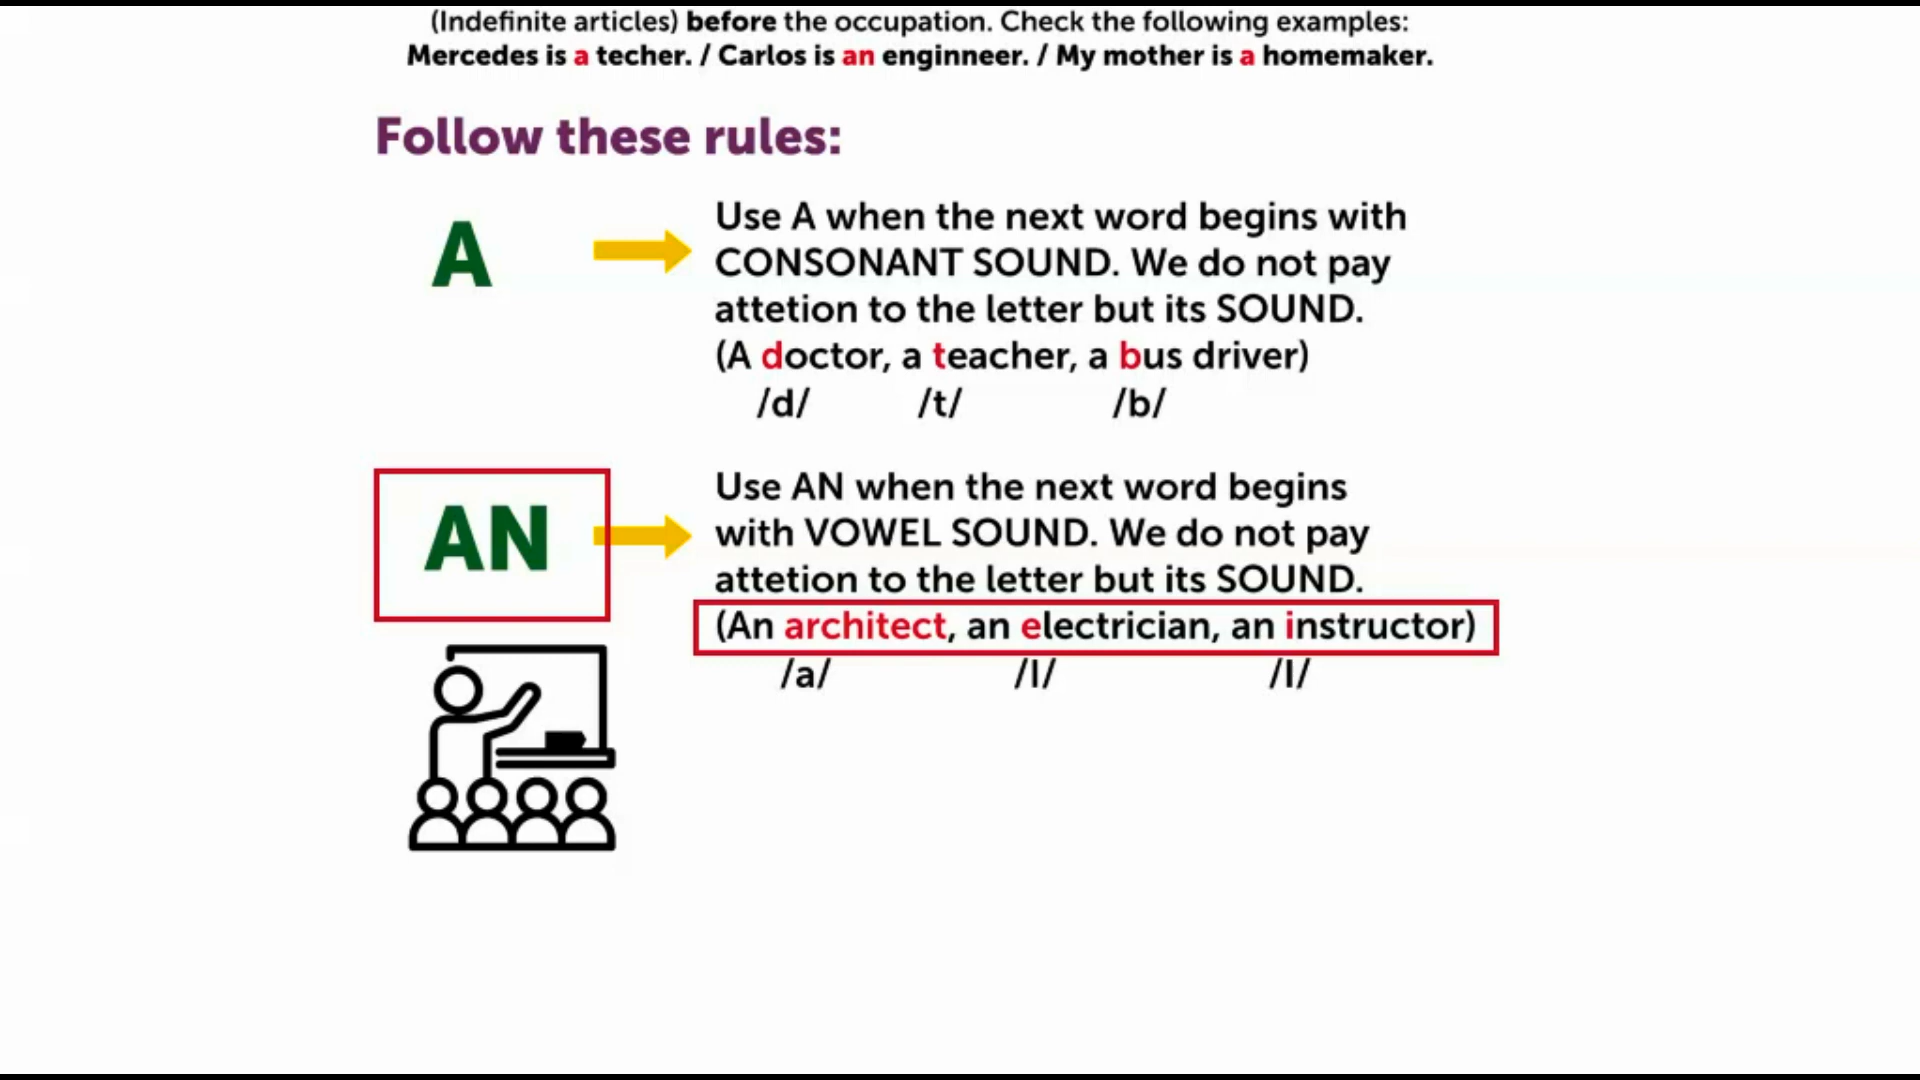 (Indefinite articles) before the occupation. Check the following examples:
Mercedes is a techer. / Carlos is an enginneer. / My mother is a homemaker.
Follow these rules:
A
Use A when the next word begins with
CONSONANT SOUND. We do not pay
attetion to the letter but its SOUND.
(A doctor, a teacher, a bus driver)
/d/ /t/ /b/
AN
Use AN when the next word begins
with VOWEL SOUND. We do not pay
attetion to the letter but its SOUND.
(An architect, an electrician, an instructor)
/a/ /I/ /I/